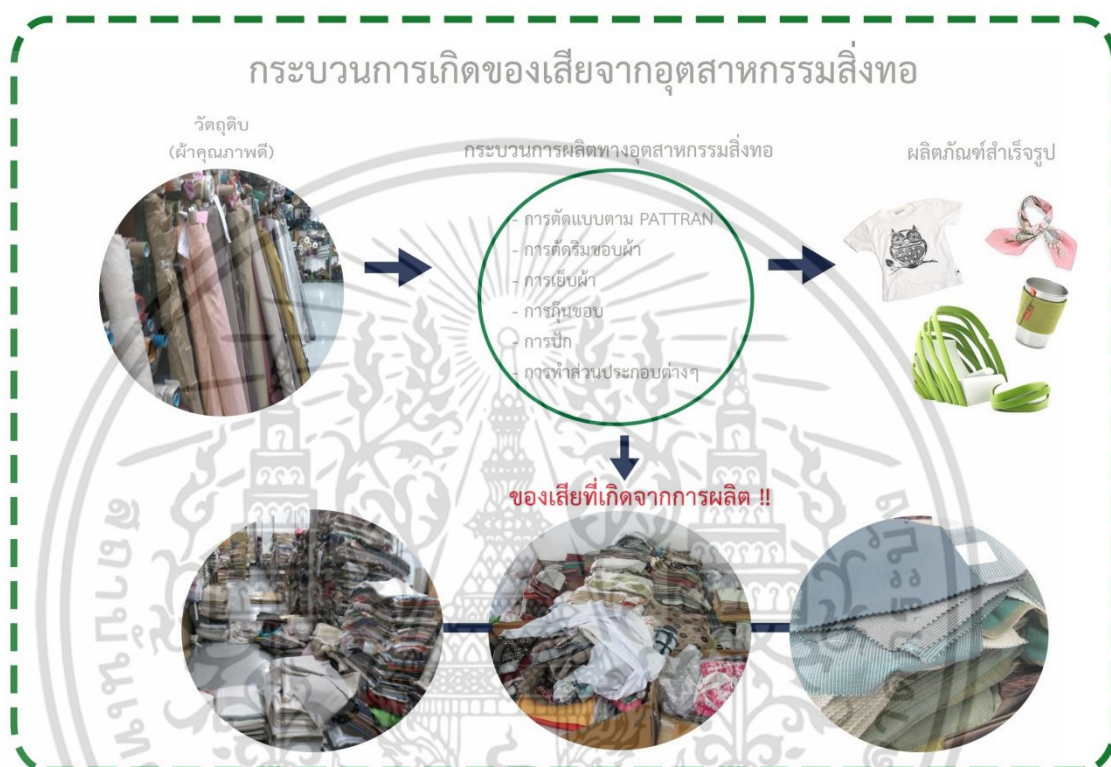 กระบวนการเกิดของเสียจากอุตสาหกรรมสิ่งทอ
วัตถุดิบ
(ผ้าคุณภาพดี)
กระบวนการผลิตทางอุตสาหกรรมสิ่งทอ
ผลิตภัณฑ์สำเร็จรูป
- การตัดแบบตาม PATTRAN
- การตัดริมขอบผ้า
- การเย็บผ้า
- การกุ๊นขอบ
- การปัก
- การทำส่วนประกอบต่างๆ
ของเสียที่เกิดจากการผลิต !!